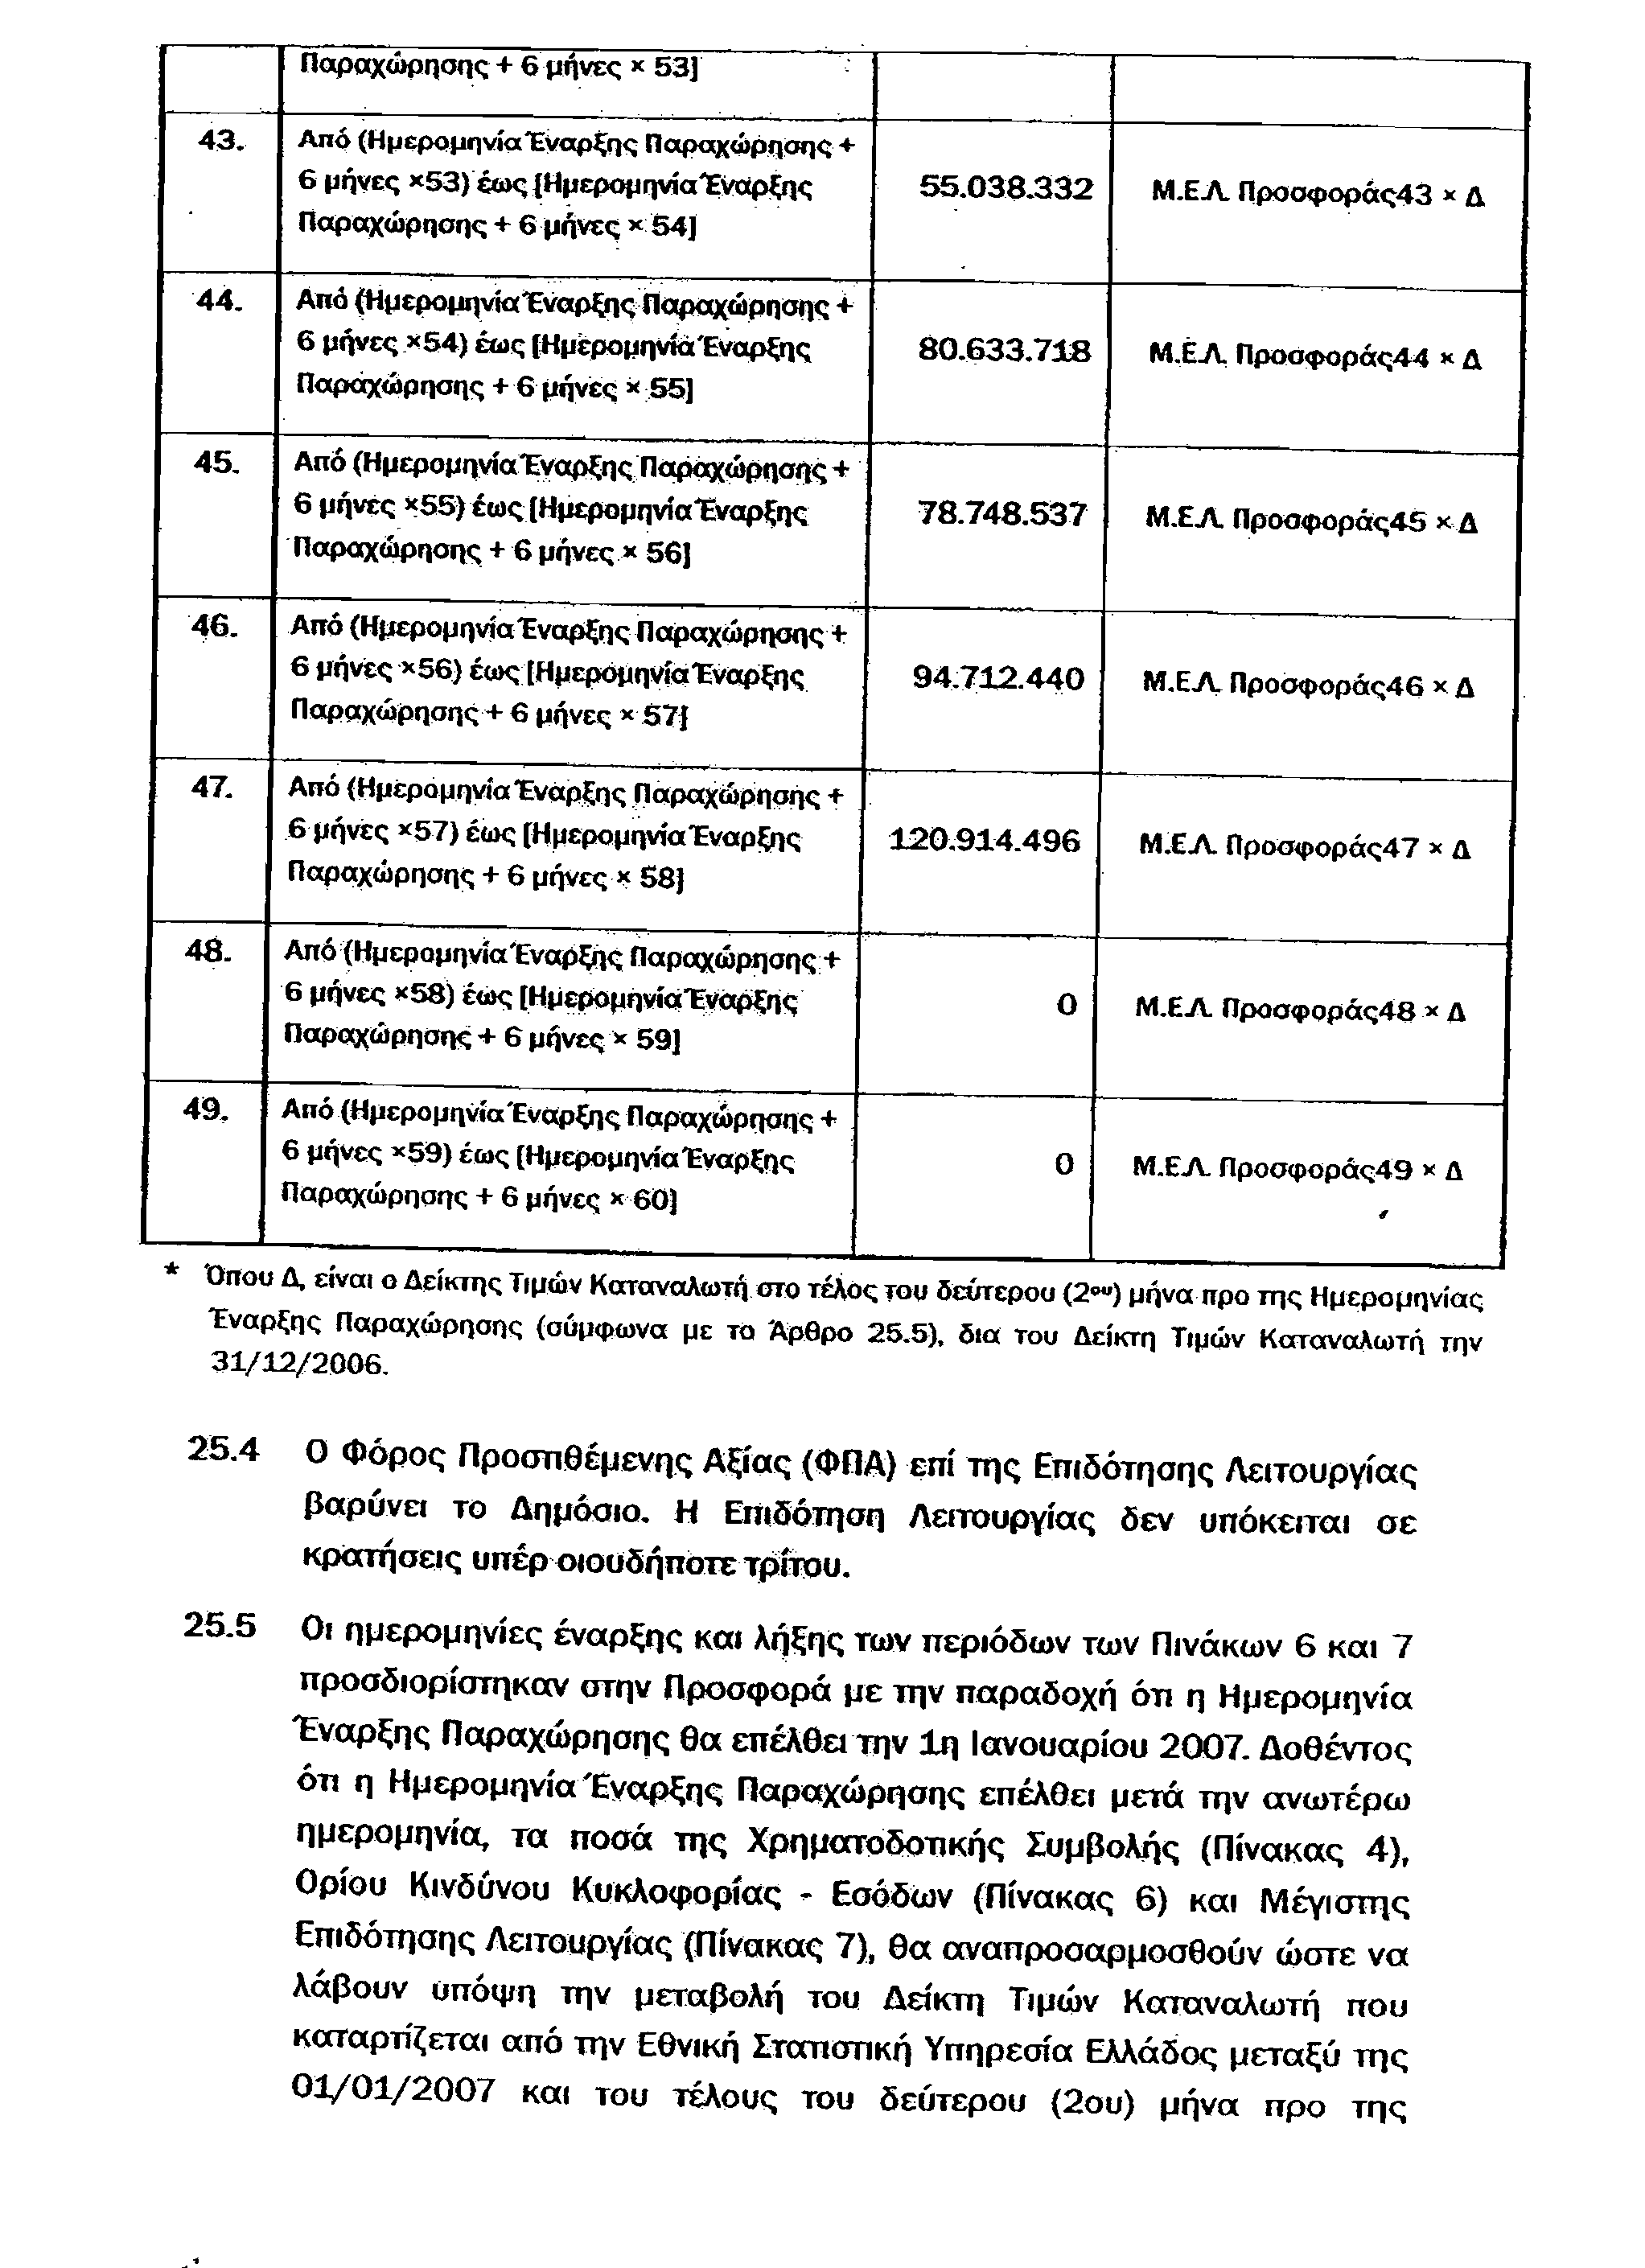 Παραχώρησης + 6 μήνες × 53]
43. Από (Ημερομηνία Έναρξης Παραχώρησης +
6 μήνες ×53) έως [Ημερομηνία Έναρξης
Παραχώρησης + 6 μήνες × 54]
55.038.332
Μ.Ε.Λ. Προσφοράς43 × Δ
44. Από (Ημερομηνία Έναρξης Παραχώρησης +
6 μήνες ×54) έως [Ημερομηνία Έναρξης
Παραχώρησης + 6 μήνες × 55]
80.633.718
Μ.Ε.Λ. Προσφοράς44 × Δ
45. Από (Ημερομηνία Έναρξης Παραχώρησης +
6 μήνες ×55) έως [Ημερομηνία Έναρξης
Παραχώρησης + 6 μήνες × 56]
78.748.537
Μ.Ε.Λ. Προσφοράς45 × Δ
46. Από (Ημερομηνία Έναρξης Παραχώρησης +
6 μήνες ×56) έως [Ημερομηνία Έναρξης
Παραχώρησης + 6 μήνες × 57]
94.712.440
Μ.Ε.Λ. Προσφοράς46 × Δ
47. Από (Ημερομηνία Έναρξης Παραχώρησης +
6 μήνες ×57) έως [Ημερομηνία Έναρξης
Παραχώρησης + 6 μήνες × 58]
120.914.496
Μ.Ε.Λ. Προσφοράς47 × Δ
48. Από (Ημερομηνία Έναρξης Παραχώρησης +
6 μήνες ×58) έως [Ημερομηνία Έναρξης
Παραχώρησης + 6 μήνες × 59]
0
Μ.Ε.Λ. Προσφοράς48 × Δ
49. Από (Ημερομηνία Έναρξης Παραχώρησης +
6 μήνες ×59) έως [Ημερομηνία Έναρξης
Παραχώρησης + 6 μήνες × 60]
0
Μ.Ε.Λ. Προσφοράς49 × Δ
* Όπου Δ, είναι ο Δείκτης Τιμών Καταναλωτή στο τέλος του δεύτερου (2ου) μήνα προ της Ημερομηνίας
Έναρξης Παραχώρησης (σύμφωνα με το Άρθρο 25.5), δια του Δείκτη Τιμών Καταναλωτή την
31/12/2006.
25.4 Ο Φόρος Προστιθέμενης Αξίας (ΦΠΑ) επί της Επιδότησης Λειτουργίας
βαρύνει το Δημόσιο. Η Επιδότηση Λειτουργίας δεν υπόκειται σε
κρατήσεις υπέρ οιουδήποτε τρίτου.
25.5 Οι ημερομηνίες έναρξης και λήξης των περιόδων των Πινάκων 6 και 7
προσδιορίστηκαν στην Προσφορά με την παραδοχή ότι η Ημερομηνία
Έναρξης Παραχώρησης θα επέλθει την 1η Ιανουαρίου 2007. Δοθέντος
ότι η Ημερομηνία Έναρξης Παραχώρησης επέλθει μετά την ανωτέρω
ημερομηνία, τα ποσά της Χρηματοδοτικής Συμβολής (Πίνακας 4),
Ορίου Κινδύνου Κυκλοφορίας - Εσόδων (Πίνακας 6) και Μέγιστης
Επιδότησης Λειτουργίας (Πίνακας 7), θα αναπροσαρμοσθούν ώστε να
λάβουν υπόψη την μεταβολή του Δείκτη Τιμών Καταναλωτή που
καταρτίζεται από την Εθνική Στατιστική Υπηρεσία Ελλάδος μεταξύ της
01/01/2007 και του τέλους του δεύτερου (2ου) μήνα προ της